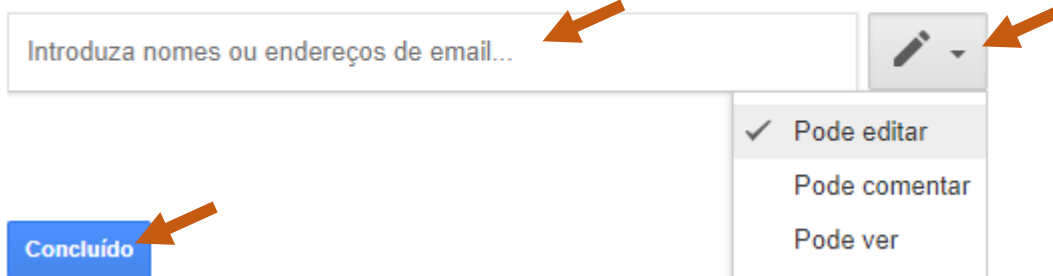 Introduza nomes ou endereços de email...
Pode editar
Pode comentar
Pode ver
Concluído